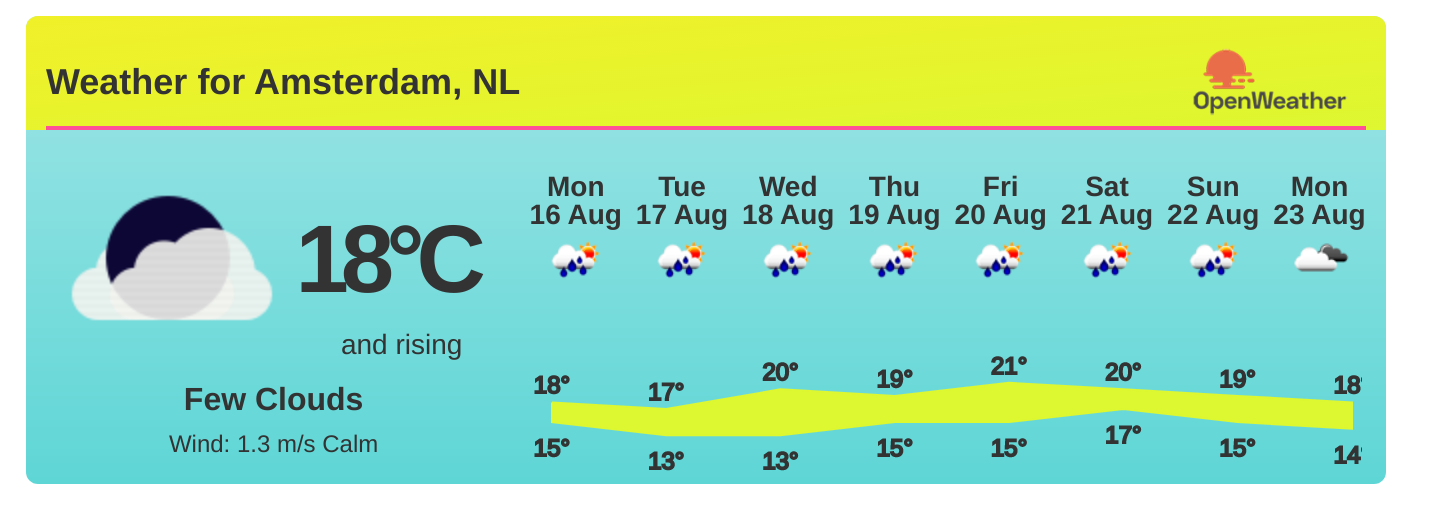 Weather for Amsterdam, NL
OpenWeather
18°C
and rising
Few Clouds
Wind: 1.3 m/s Calm
Mon Tue Wed Thu Fri Sat Sun Mon
16 Aug 17 Aug 18 Aug 19 Aug 20 Aug 21 Aug 22 Aug 23 Aug
18° 17° 20° 19° 21° 20° 19° 18°
15° 13° 13° 15° 15° 17° 15° 14°